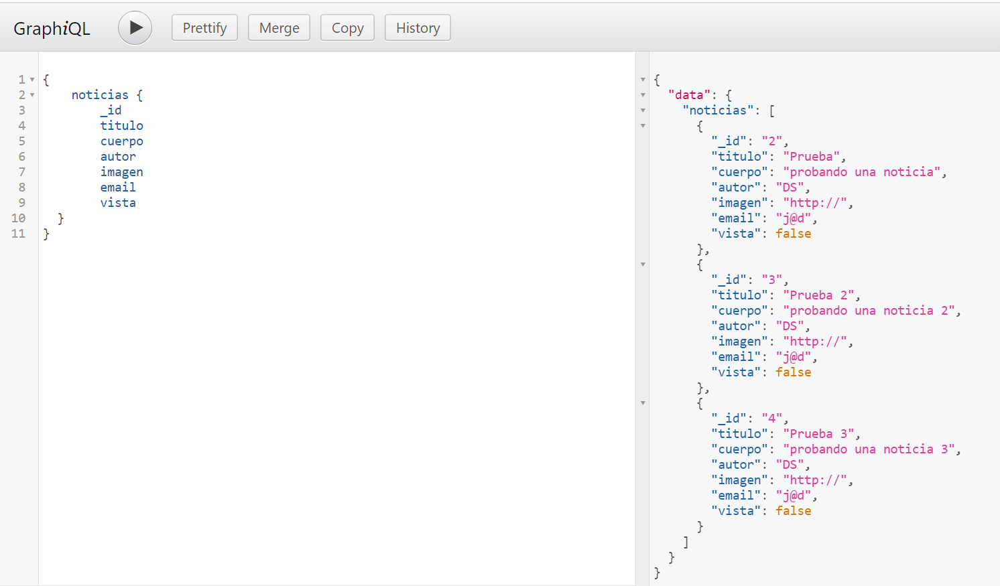 GraphiQL Prettify Merge Copy History
1 {
2 noticias {
3 _id
4 titulo
5 cuerpo
6 autor
7 imagen
8 email
9 vista
10 }
11 }
{
"data": {
"noticias": [
{
"_id": "2",
"titulo": "Prueba",
"cuerpo": "probando una noticia",
"autor": "DS",
"imagen": "http://",
"email": "j@d",
"vista": false
},
{
"_id": "3",
"titulo": "Prueba 2",
"cuerpo": "probando una noticia 2",
"autor": "DS",
"imagen": "http://",
"email": "j@d",
"vista": false
},
{
"_id": "4",
"titulo": "Prueba 3",
"cuerpo": "probando una noticia 3",
"autor": "DS",
"imagen": "http://",
"email": "j@d",
"vista": false
}
]
}
}